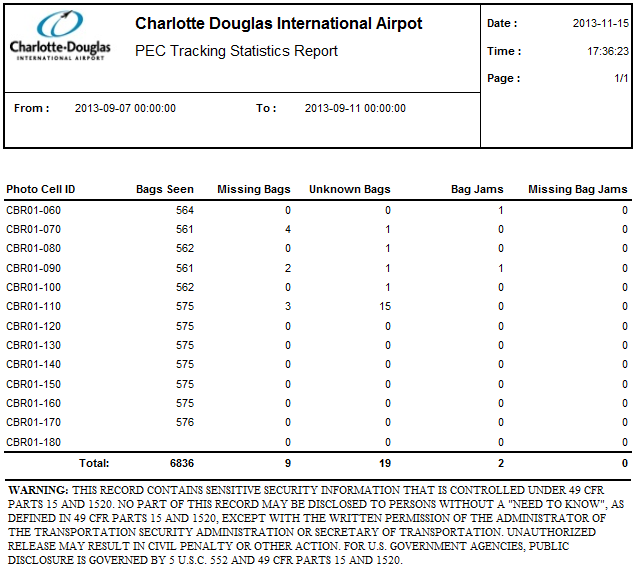 Charlotte-Douglas
INTERNATIONAL AIRPORT
Charlotte Douglas International Airpot
PEC Tracking Statistics Report
Date : 2013-11-15
Time : 17:36:23
Page : 1/1
From : 2013-09-07 00:00:00 To : 2013-09-11 00:00:00
Photo Cell ID Bags Seen Missing Bags Unknown Bags Bag Jams Missing Bag Jams
CBR01-060 564 0 0 1 0
CBR01-070 561 4 1 0 0
CBR01-080 562 0 1 0 0
CBR01-090 561 2 1 1 0
CBR01-100 562 0 1 0 0
CBR01-110 575 3 15 0 0
CBR01-120 575 0 0 0 0
CBR01-130 575 0 0 0 0
CBR01-140 575 0 0 0 0
CBR01-150 575 0 0 0 0
CBR01-160 575 0 0 0 0
CBR01-170 576 0 0 0 0
CBR01-180 0 0 0 0
Total: 6836 9 19 2 0
WARNING: THIS RECORD CONTAINS SENSITIVE SECURITY INFORMATION THAT IS CONTROLLED UNDER 49 CFR
PARTS 15 AND 1520. NO PART OF THIS RECORD MAY BE DISCLOSED TO PERSONS WITHOUT A "NEED TO KNOW", AS
DEFINED IN 49 CFR PARTS 15 AND 1520, EXCEPT WITH THE WRITTEN PERMISSION OF THE ADMINISTRATOR OF
THE TRANSPORTATION SECURITY ADMINISTRATION OR SECRETARY OF TRANSPORTATION. UNAUTHORIZED
RELEASE MAY RESULT IN CIVIL PENALTY OR OTHER ACTION. FOR U.S. GOVERNMENT AGENCIES, PUBLIC
DISCLOSURE IS GOVERNED BY 5 U.S.C. 552 AND 49 CFR PARTS 15 AND 1520.